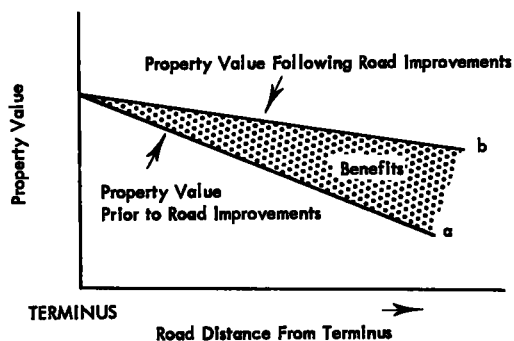 Property Value Following Road Improvements
Property Value
b
Benefits
Property Value
Prior to Road Improvements
a
TERMINUS
Road Distance From Terminus